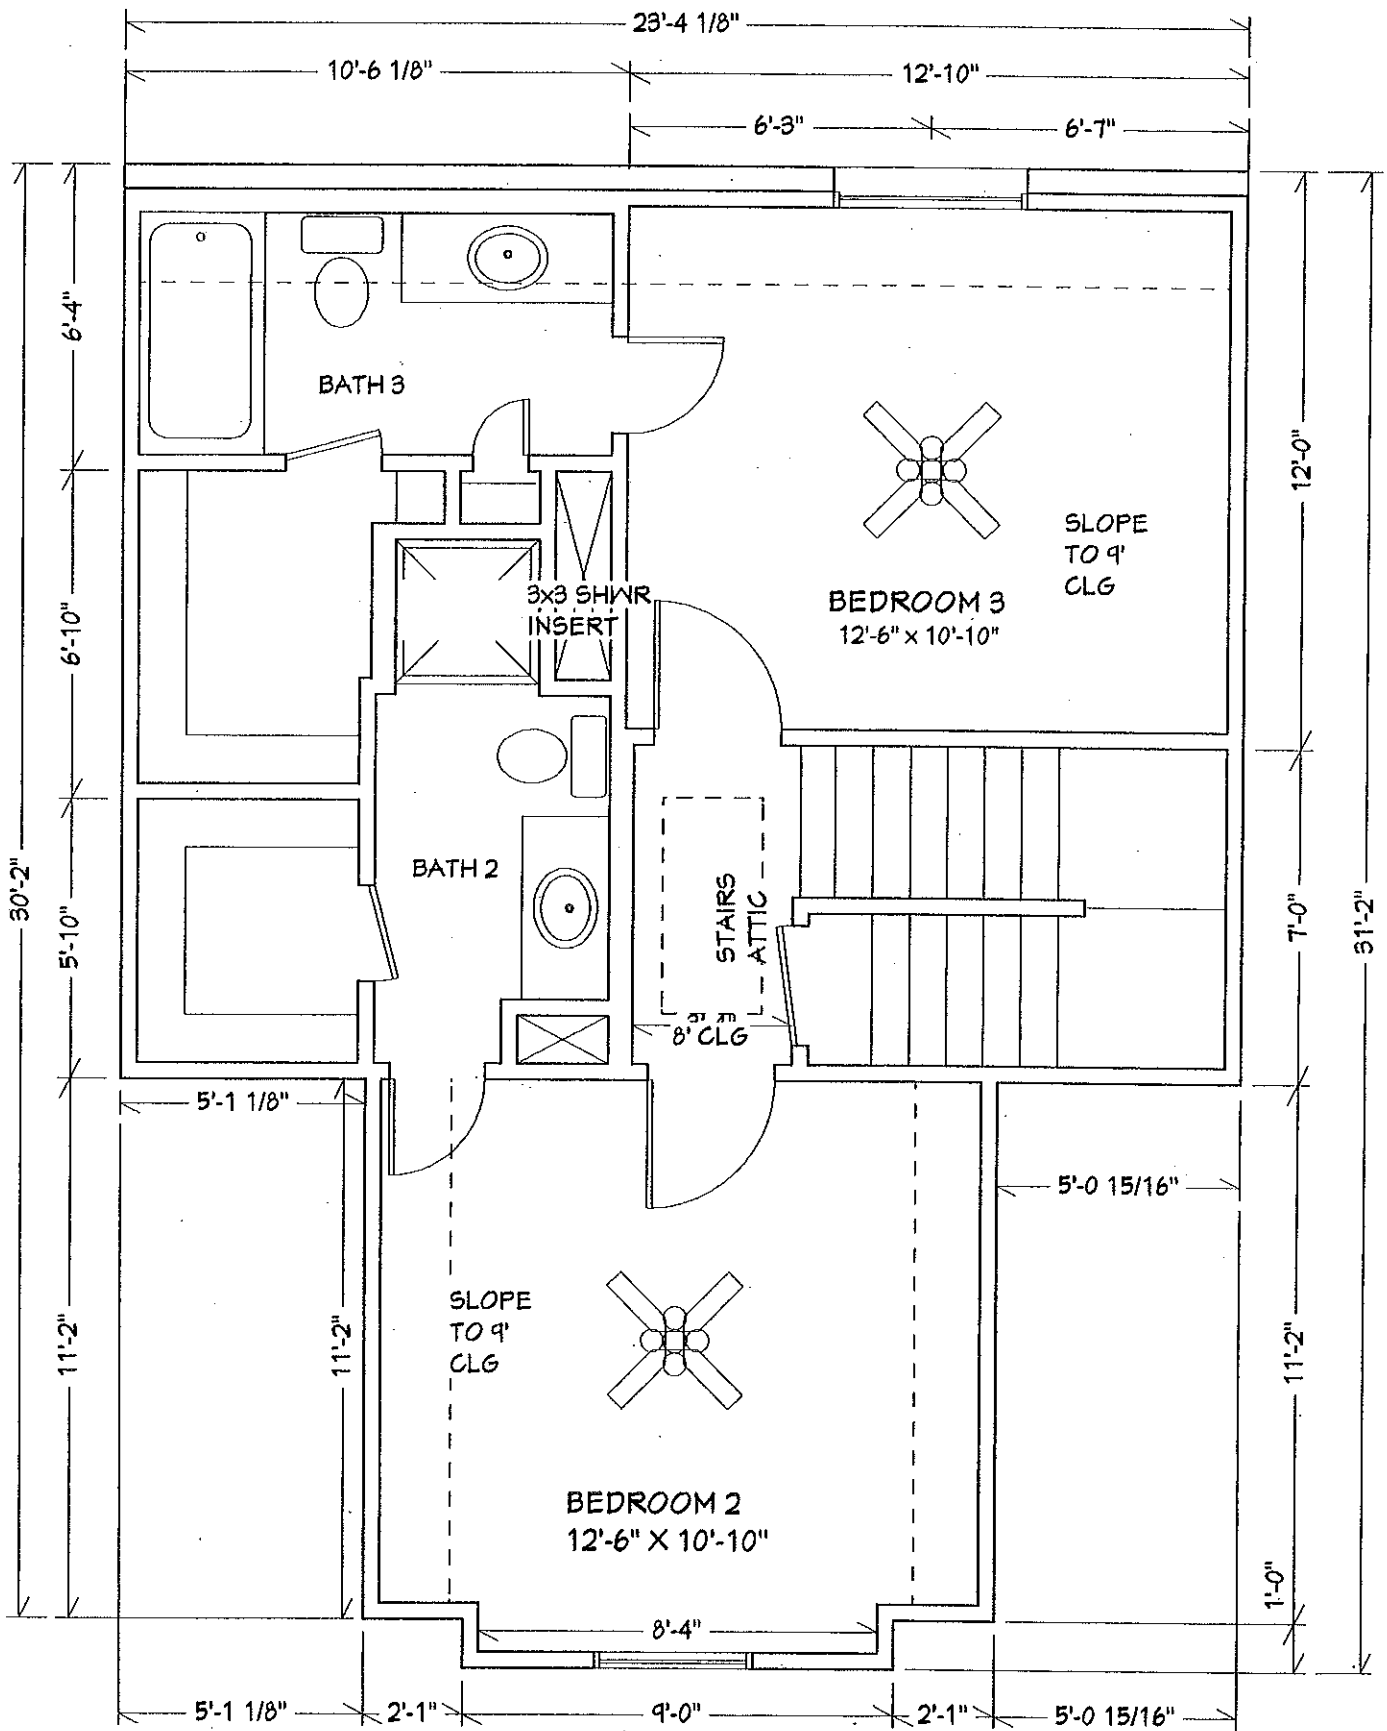 23'-4 1/8"
10'-6 1/8"
12'-10"
6'-3"
6'-7"
6'-4"
BATH 3
12'-0"
SLOPE
TO 9'
CLG
3x3 SHWR
INSERT
BEDROOM 3
12'-6" x 10'-10"
6'-10"
BATH 2
STAIRS
ATTIC
30'-2"
5'-10"
7'-0"
31'-2"
8' CLG
5'-1 1/8"
5'-0 15/16"
SLOPE
TO 9'
CLG
11'-2"
11'-2"
11'-2"
BEDROOM 2
12'-6" X 10'-10"
1'-0"
8'-4"
5'-1 1/8"
2'-1"
9'-0"
2'-1"
5'-0 15/16"